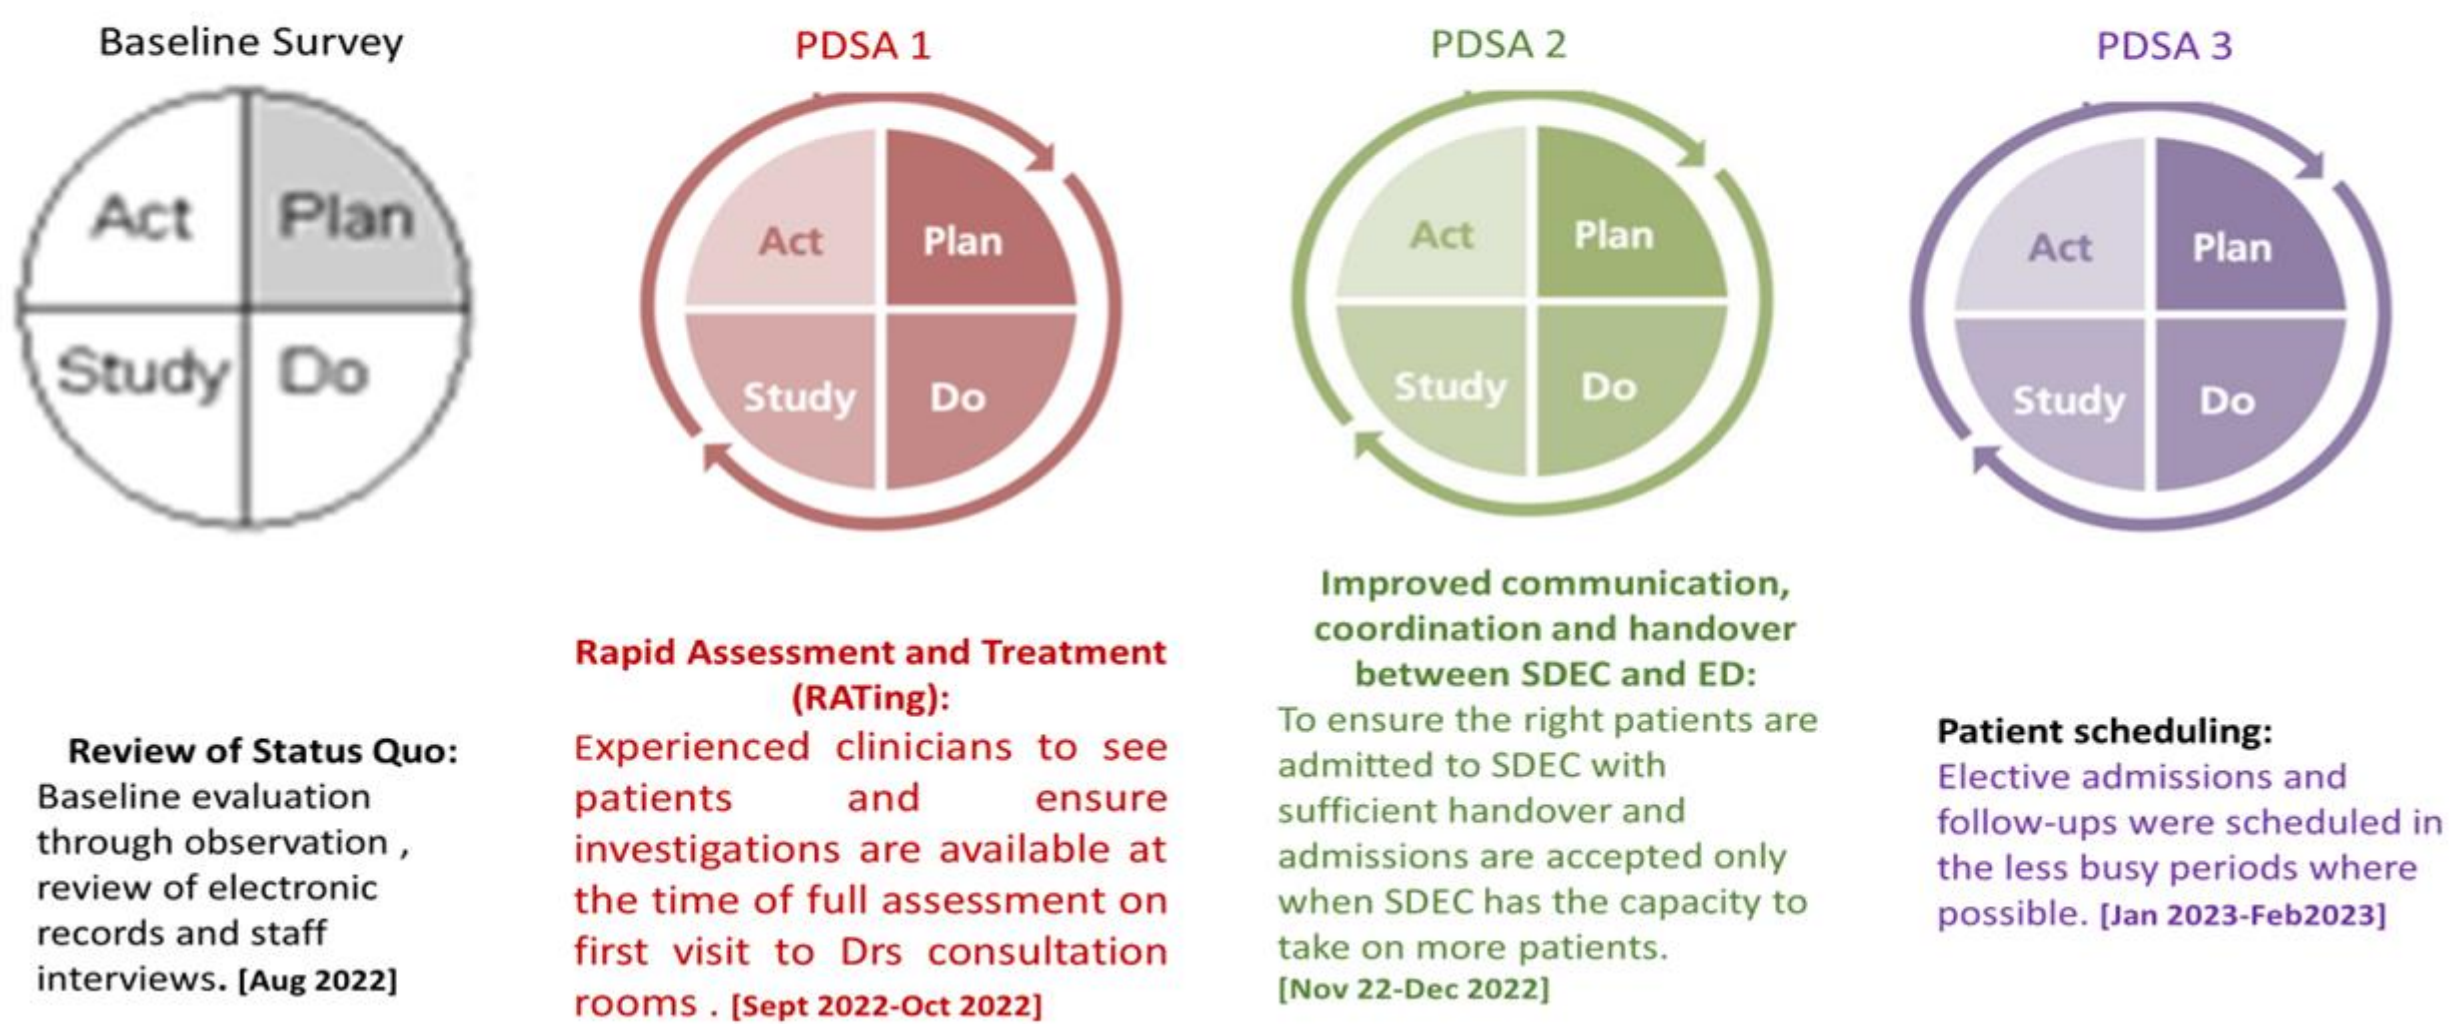 Baseline Survey
Act
Plan
Study
Do
Review of Status Quo:
Baseline evaluation
through observation ,
review of electronic
records and staff
interviews. [Aug 2022]
PDSA 1
Act
Plan
Study
Do
Rapid Assessment and Treatment
(RATing):
Experienced clinicians to see
patients and ensure
investigations are available at
the time of full assessment on
first visit to Drs consultation
rooms . [Sept 2022-Oct 2022]
PDSA 2
Act
Plan
Study
Do
Improved communication,
coordination and handover
between SDEC and ED:
To ensure the right patients are
admitted to SDEC with
sufficient handover and
admissions are accepted only
when SDEC has the capacity to
take on more patients.
[Nov 22-Dec 2022]
PDSA 3
Act
Plan
Study
Do
Patient scheduling:
Elective admissions and
follow-ups were scheduled in
the less busy periods where
possible. [Jan 2023-Feb2023]